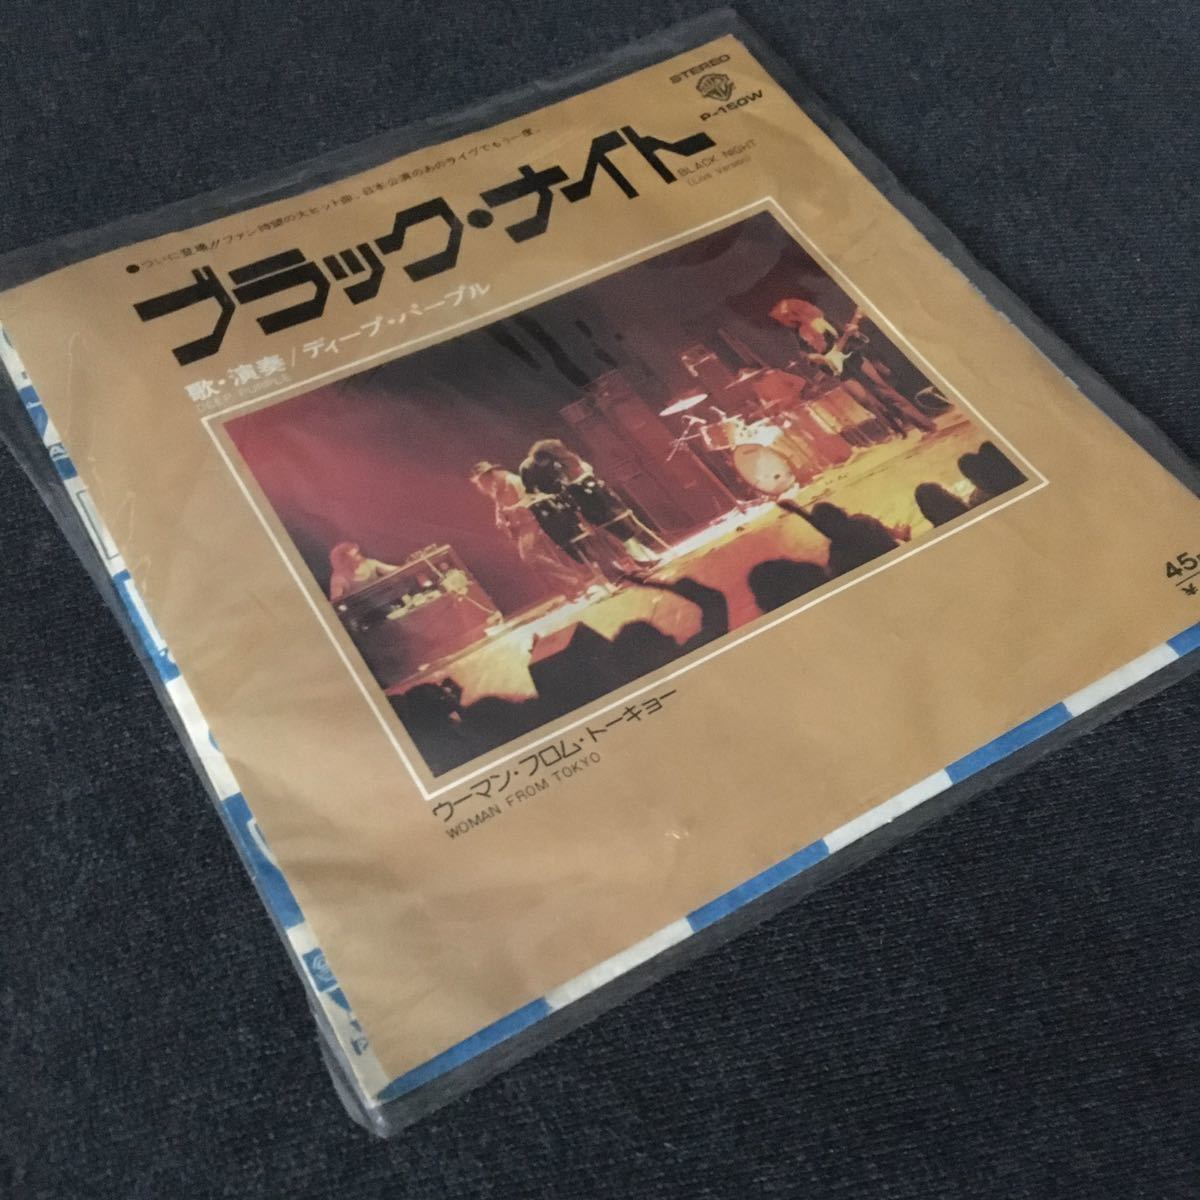 STEREO
P-150W
●ついに登場!!ファン待望の大ヒット曲、日本公演のあのライヴでもう一度。
ブラック・ナイト
BLACK NIGHT
(Live Version)
歌・演奏/ディープ・パープル
DEEP PURPLE
ウーマン・フロム・トーキョー
WOMAN FROM TOKYO
45